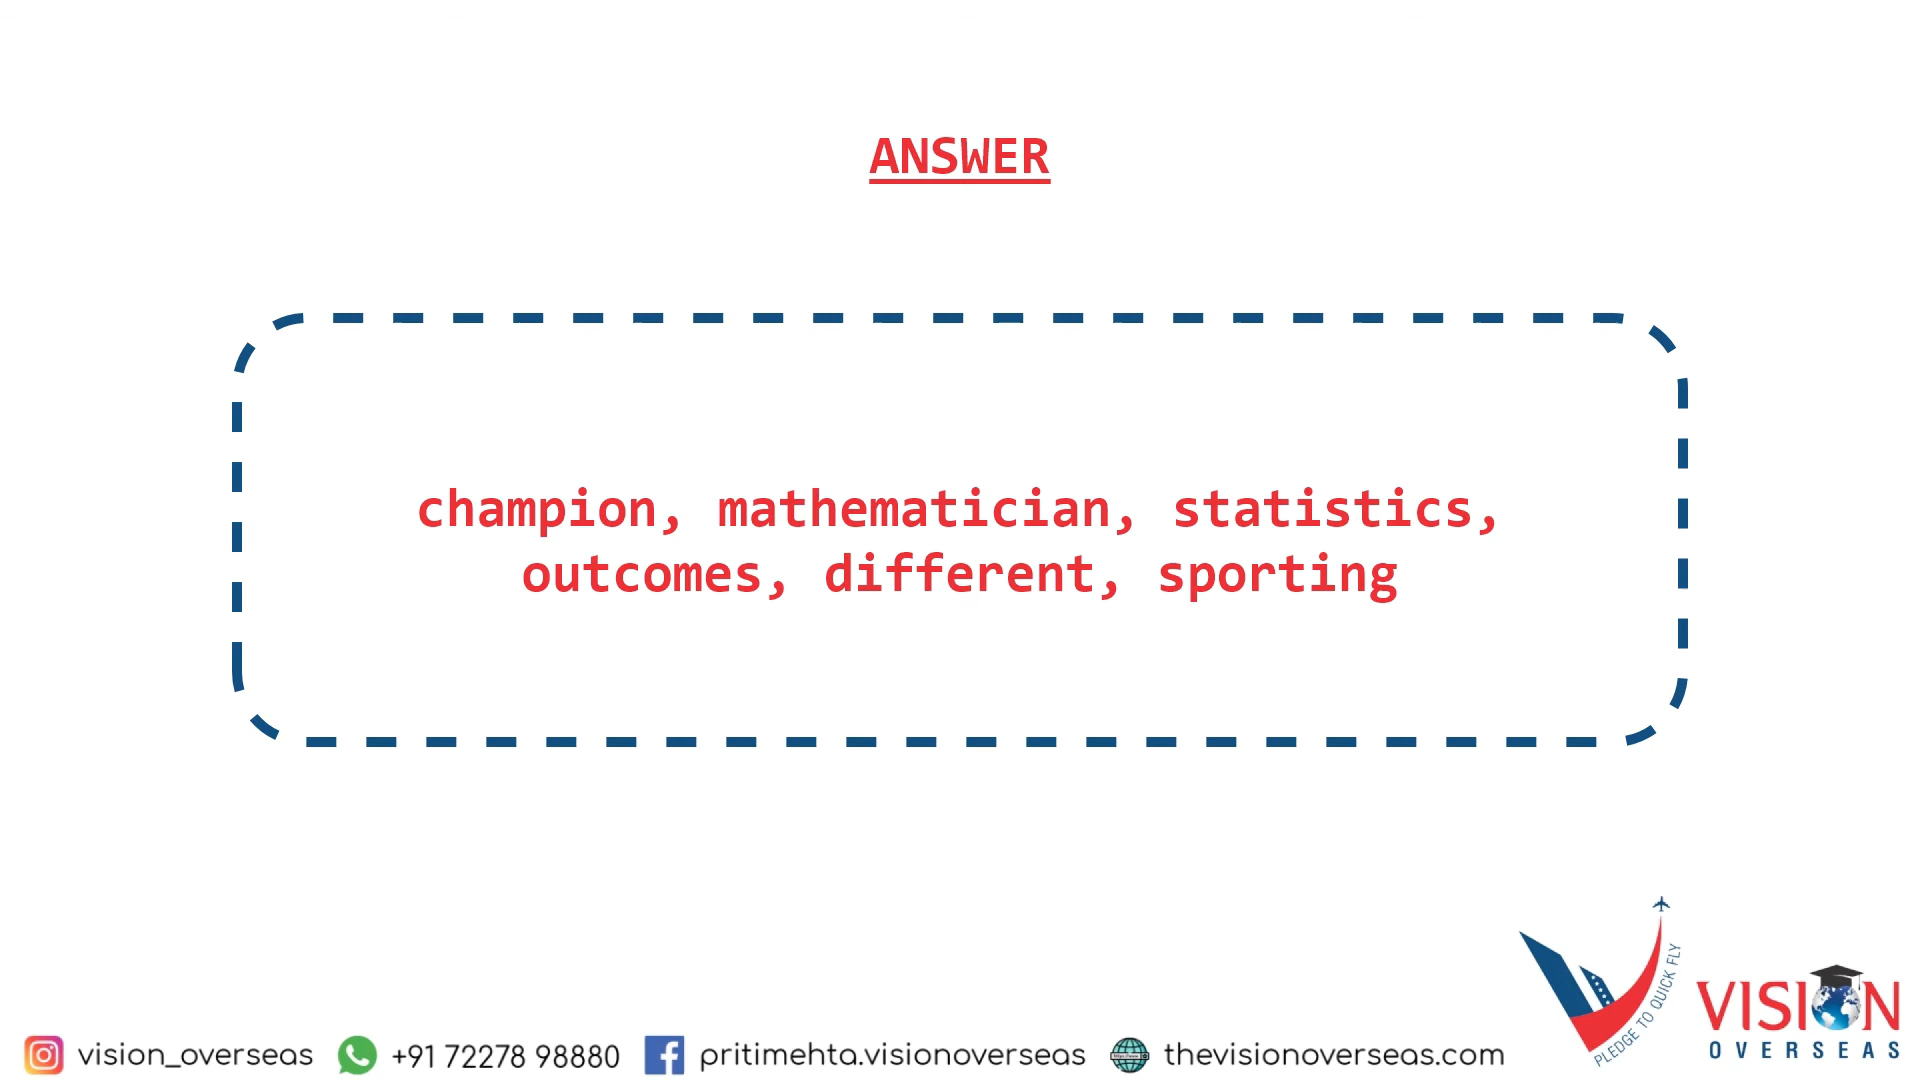 ANSWER
champion, mathematician, statistics,
outcomes, different, sporting
PLEDGE TO QUICK FLY
VISION
OVERSEAS
vision_overseas +91 72278 98880 pritimehta.visionoverseas thevisionoverseas.com